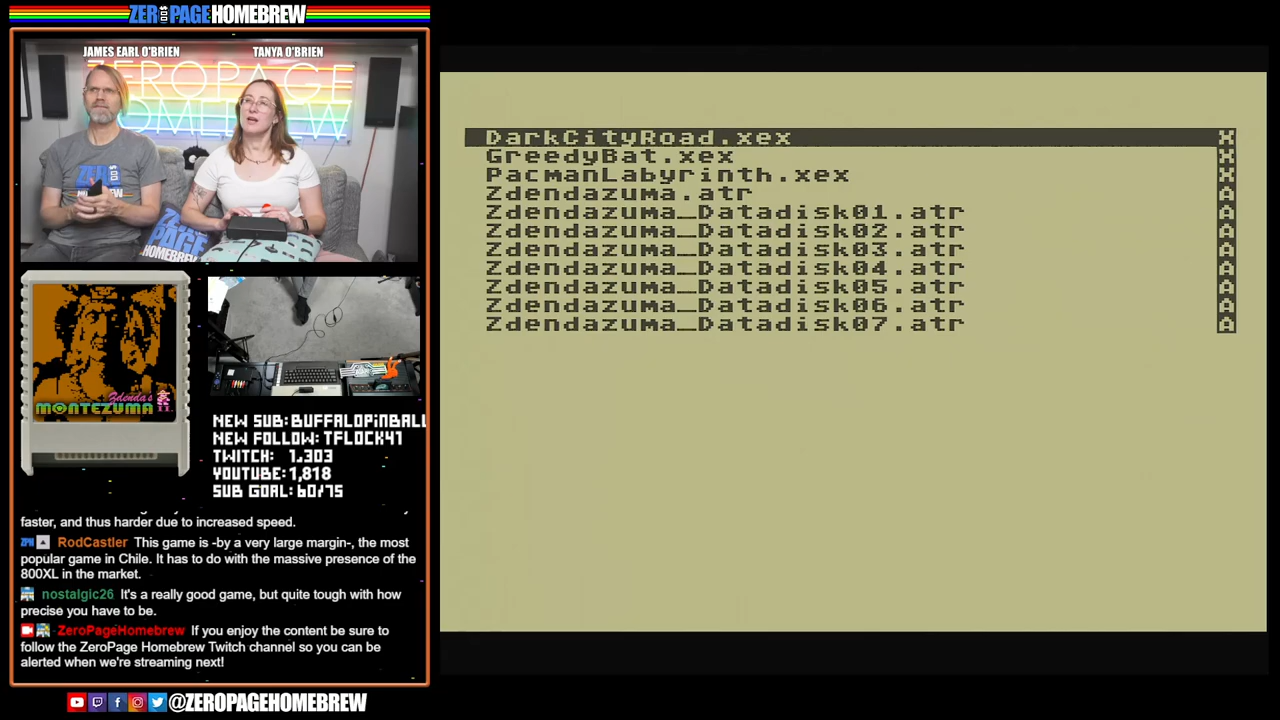 ZEROPAGE HOMEBREW
JAMES EARL O'BRIEN
TANYA O'BRIEN
ZEROPAGE
HOMEBREW
ZERO
PAGE
HOMEBREW
Zdenda's
MONTEZUMA
II.
NEW SUB: BUFFALOPINBALL
NEW FOLLOW: TFLOCK41
TWITCH: 1,303
YOUTUBE: 1,818
SUB GOAL: 60/75
faster, and thus harder due to increased speed.
ZPH RodCastler This game is -by a very large margin-, the most
popular game in Chile. It has to do with the massive presence of the
800XL in the market.
nostalgic26 It's a really good game, but quite tough with how
precise you have to be.
ZeroPageHomebrew If you enjoy the content be sure to
follow the ZeroPage Homebrew Twitch channel so you can be
alerted when we're streaming next!
@ZEROPAGEHOMEBREW
DarkCityRoad.xex X
GreedyBat.xex X
PacmanLabyrinth.xex X
Zdendazuma.atr A
Zdendazuma_Datadisk01.atr A
Zdendazuma_Datadisk02.atr A
Zdendazuma_Datadisk03.atr A
Zdendazuma_Datadisk04.atr A
Zdendazuma_Datadisk05.atr A
Zdendazuma_Datadisk06.atr A
Zdendazuma_Datadisk07.atr A